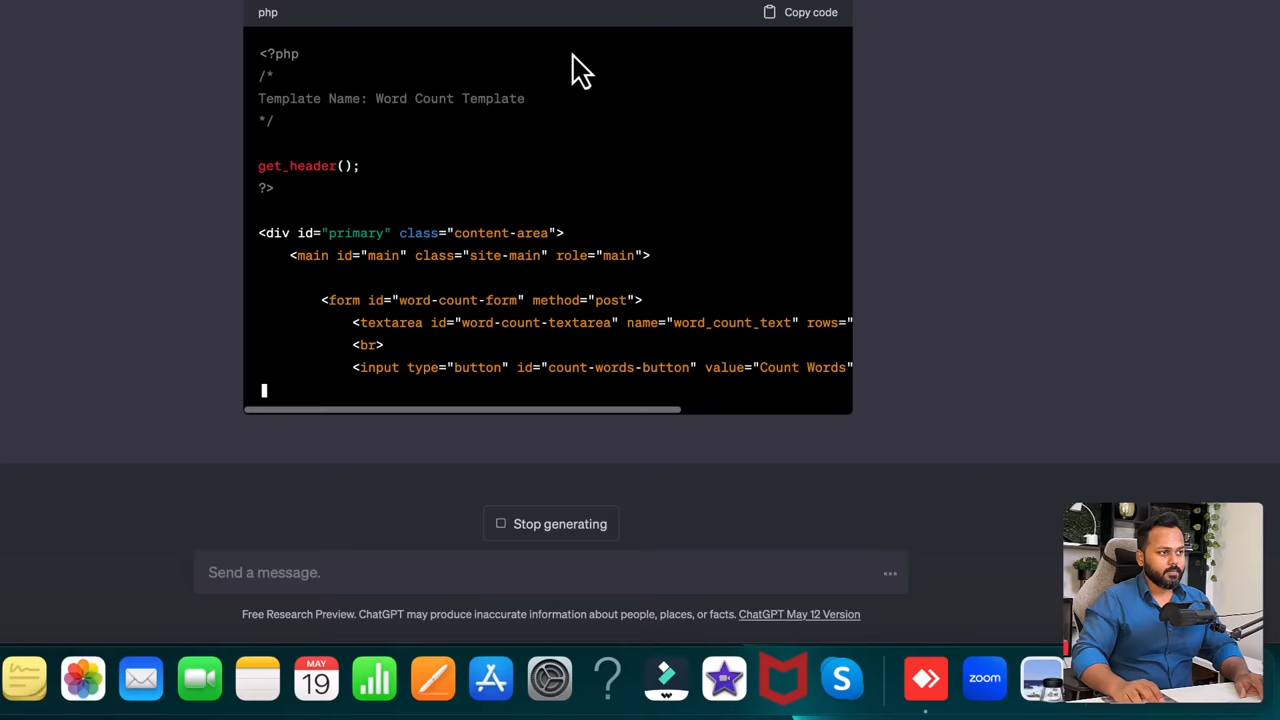 php
Copy code
<?php
/*
Template Name: Word Count Template
*/
get_header();
?>
<div id="primary" class="content-area">
<main id="main" class="site-main" role="main">
<form id="word-count-form" method="post">
<textarea id="word-count-textarea" name="word_count_text" rows="
<br>
<input type="button" id="count-words-button" value="Count Words"
Stop generating
Send a message.
Free Research Preview. ChatGPT may produce inaccurate information about people, places, or facts. ChatGPT May 12 Version
MAY
19
zoom